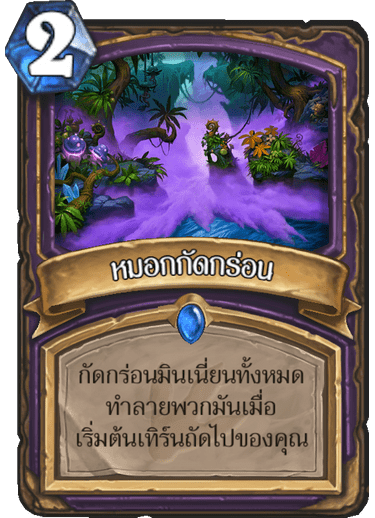 2
หมอกกัดกร่อน
กัดกร่อนมินเนี่ยนทั้งหมด
ทำลายพวกมันเมื่อ
เริ่มต้นเทิร์นถัดไปของคุณ